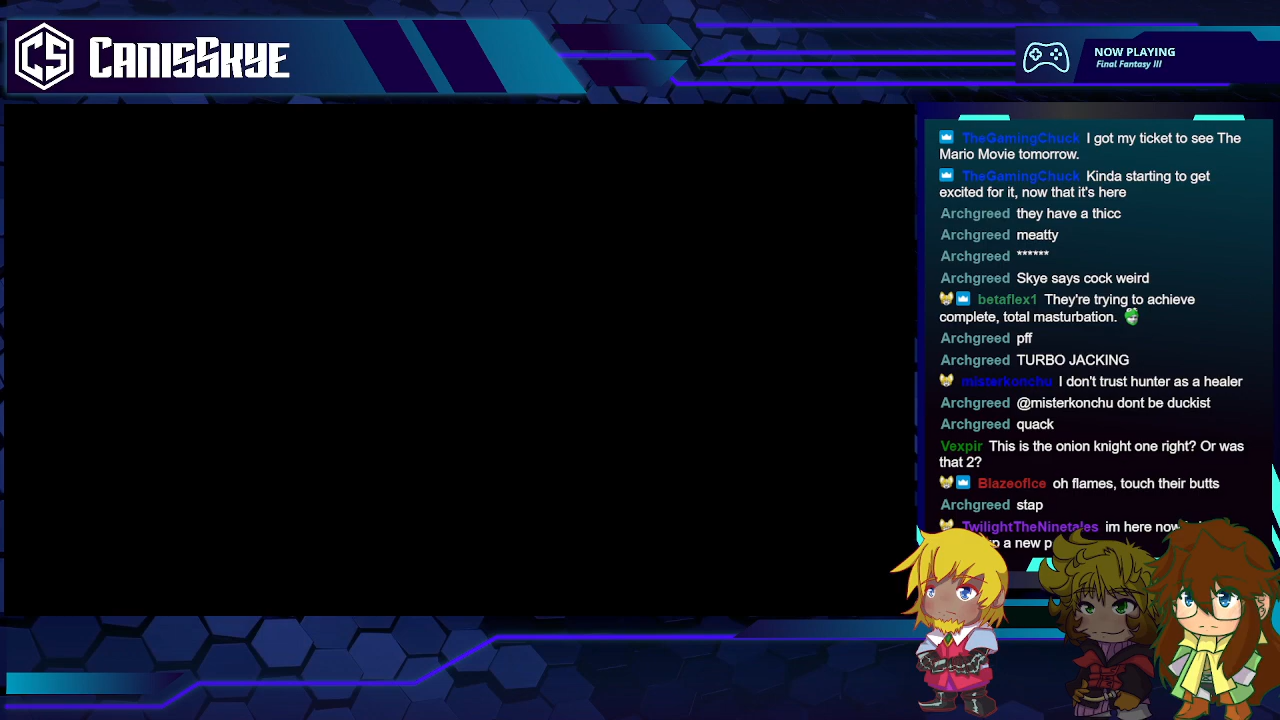 CS CANISSKYE
NOW PLAYING
Final Fantasy III
TheGamingChuck I got my ticket to see The
Mario Movie tomorrow.
TheGamingChuck Kinda starting to get
excited for it, now that it's here
Archgreed they have a thicc
Archgreed meatty
Archgreed ******
Archgreed Skye says cock weird
betaflex1 They're trying to achieve
complete, total masturbation.
Archgreed pff
Archgreed TURBO JACKING
misterkonchu I don't trust hunter as a healer
Archgreed @misterkonchu dont be duckist
Archgreed quack
Vexpir This is the onion knight one right? Or was
that 2?
BlazeofIce oh flames, touch their butts
Archgreed stap
TwilightTheNinetales im here now
a new